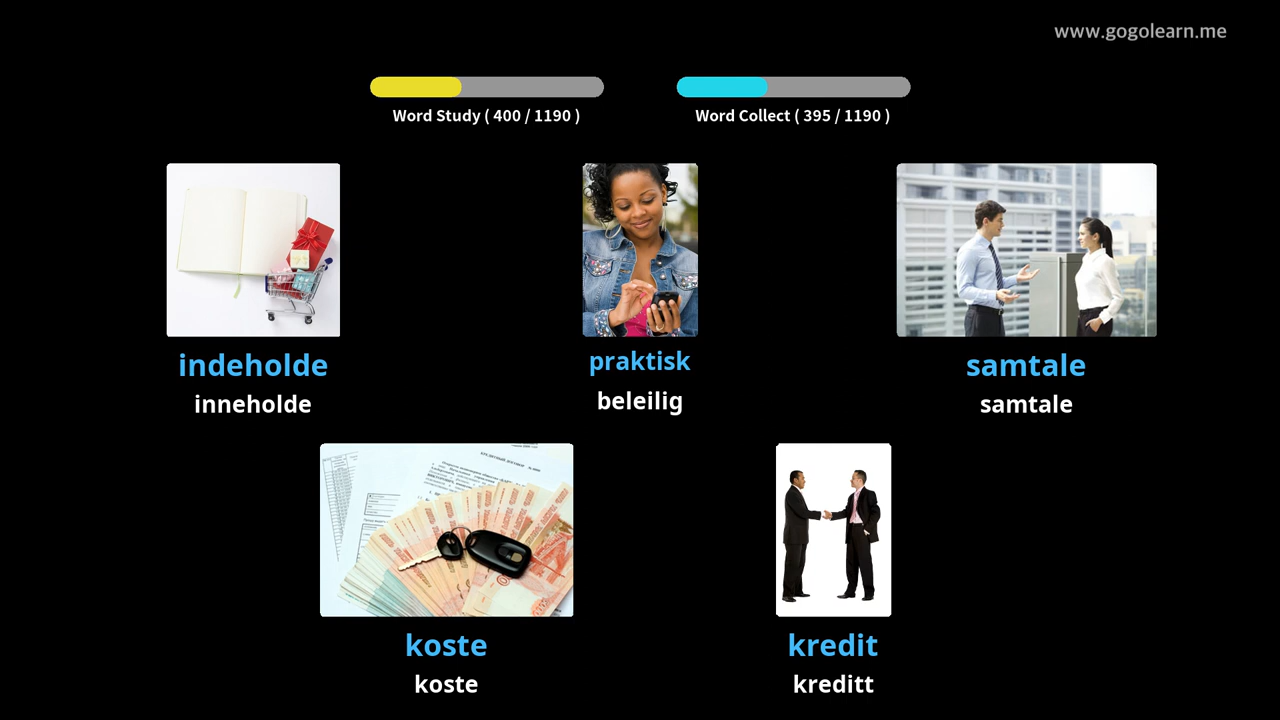 www.gogolearn.me
Word Study ( 400 / 1190 )
Word Collect ( 395 / 1190 )
indeholde
inneholde
praktisk
beleilig
samtale
samtale
koste
koste
kredit
kreditt